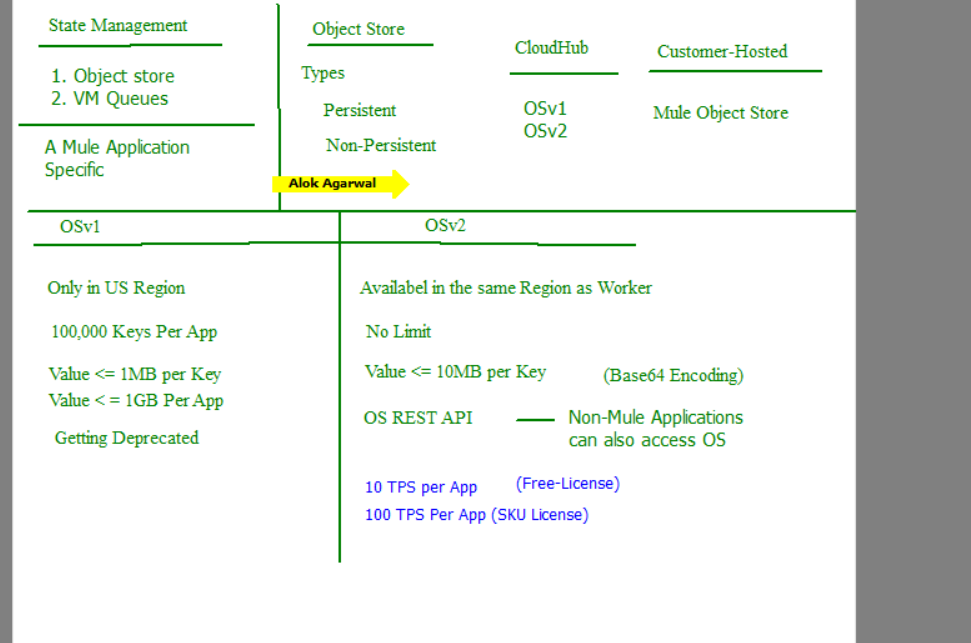 State Management
1. Object store
2. VM Queues
A Mule Application
Specific
Object Store
Types
Persistent
Non-Persistent
CloudHub
OSv1
OSv2
Customer-Hosted
Mule Object Store
Alok Agarwal
OSv1
Only in US Region
100,000 Keys Per App
Value <= 1MB per Key
Value < = 1GB Per App
Getting Deprecated
OSv2
Availabel in the same Region as Worker
No Limit
Value <= 10MB per Key (Base64 Encoding)
OS REST API
Non-Mule Applications
can also access OS
10 TPS per App (Free-License)
100 TPS Per App (SKU License)